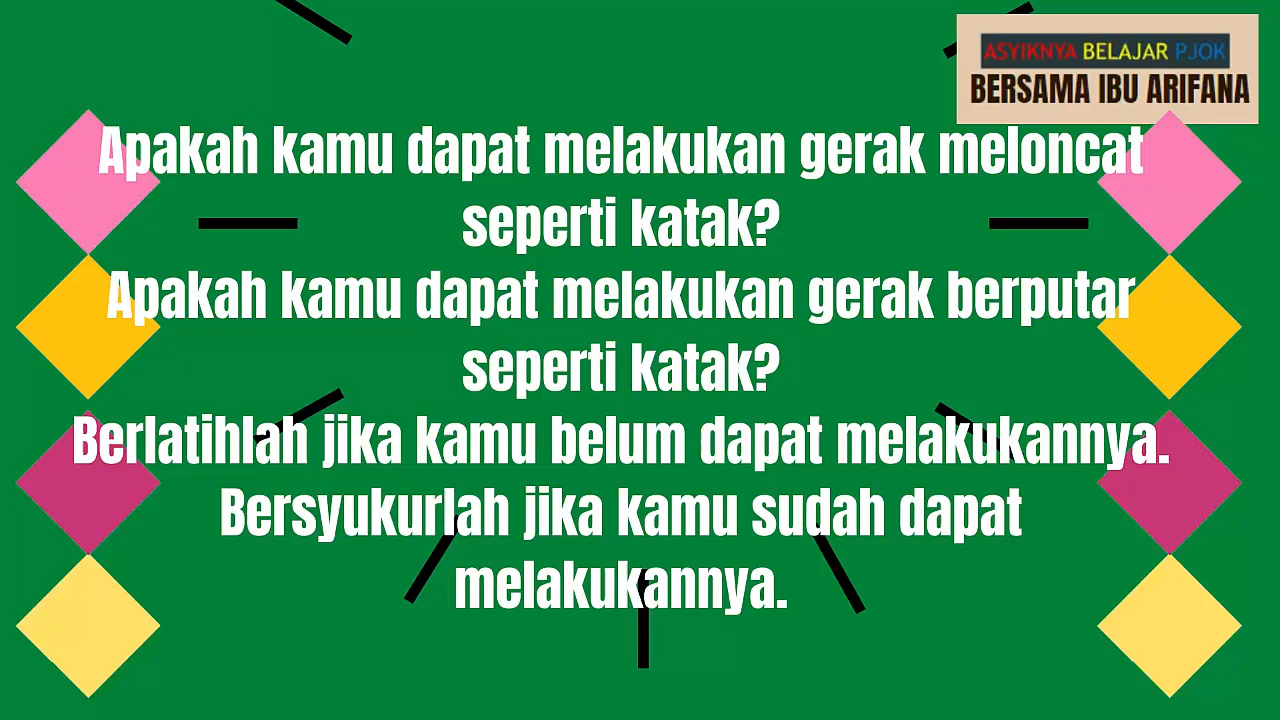 ASYIKNYA BELAJAR PJOK
BERSAMA IBU ARIFANA
Apakah kamu dapat melakukan gerak meloncat
seperti katak?
Apakah kamu dapat melakukan gerak berputar
seperti katak?
Berlatihlah jika kamu belum dapat melakukannya.
Bersyukurlah jika kamu sudah dapat
melakukannya.